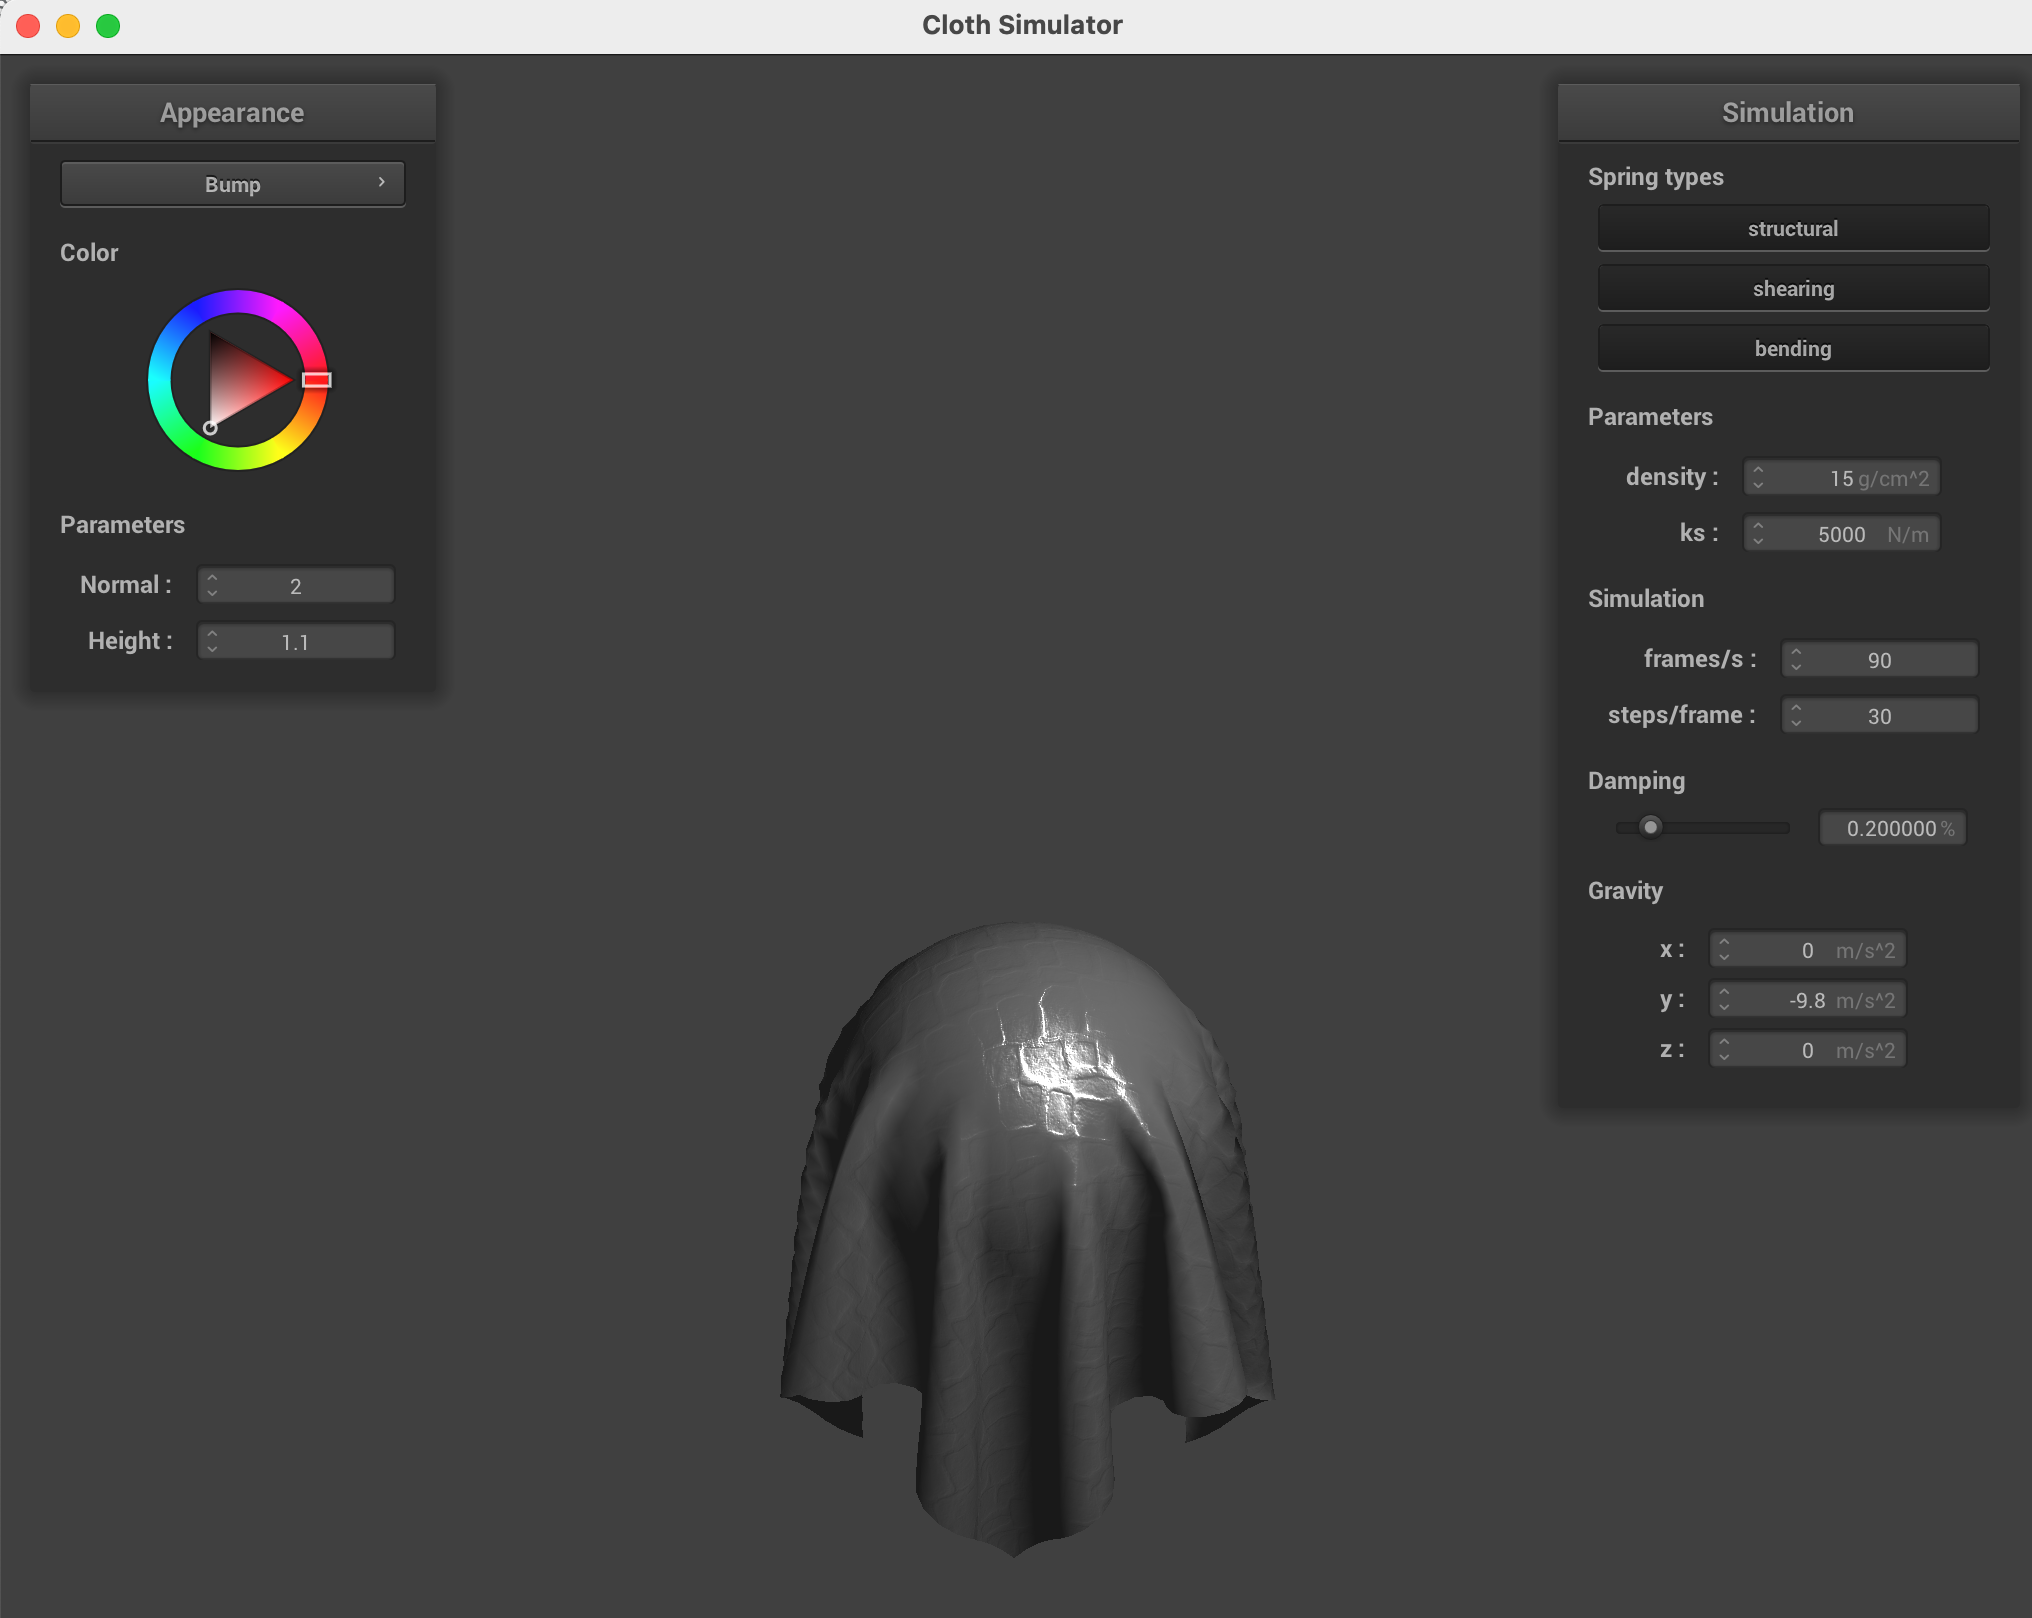 Cloth Simulator
Appearance
Bump
Color
Parameters
Normal : 2
Height : 1.1
Simulation
Spring types
structural
shearing
bending
Parameters
density : 15 g/cm^2
ks : 5000 N/m
Simulation
frames/s : 90
steps/frame : 30
Damping
0.200000 %
Gravity
x : 0 m/s^2
y : -9.8 m/s^2
z : 0 m/s^2